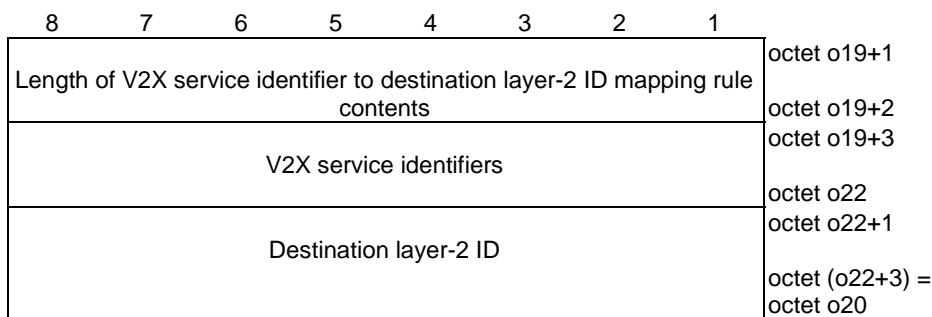 8 7 6 5 4 3 2 1
octet o19+1
Length of V2X service identifier to destination layer-2 ID mapping rule
contents
octet o19+2
octet o19+3
V2X service identifiers
octet o22
octet o22+1
Destination layer-2 ID
octet (o22+3) =
octet o20